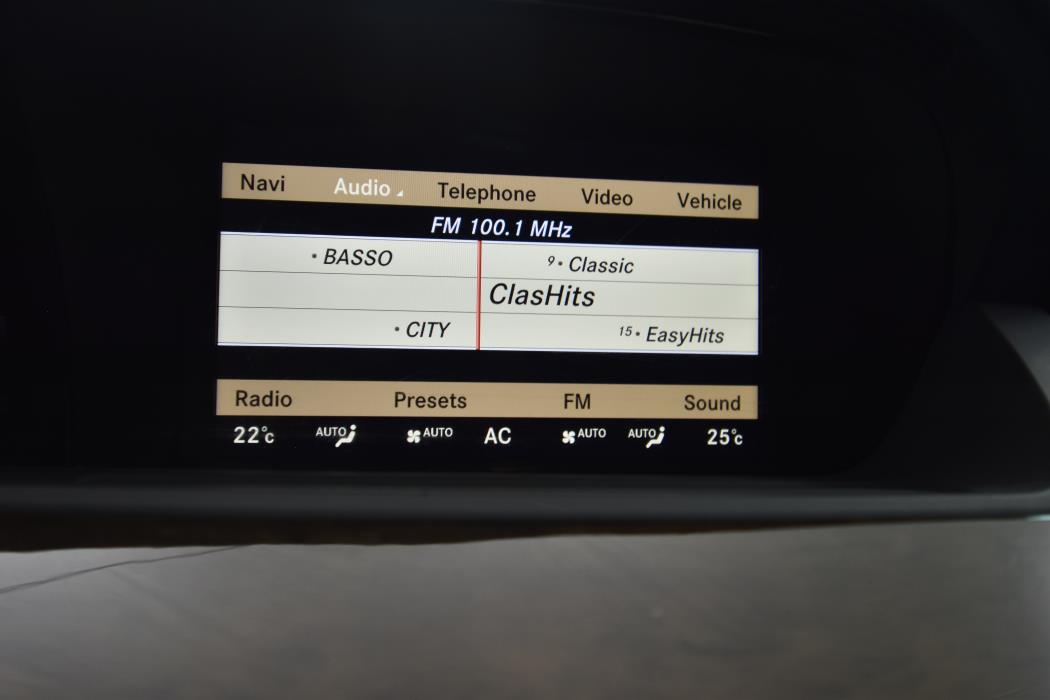 Navi Audio Telephone Video Vehicle
FM 100.1 MHz
• BASSO 9• Classic
ClasHits
• CITY 15• EasyHits
Radio Presets FM Sound
22°c AUTO AUTO AC AUTO AUTO 25°c